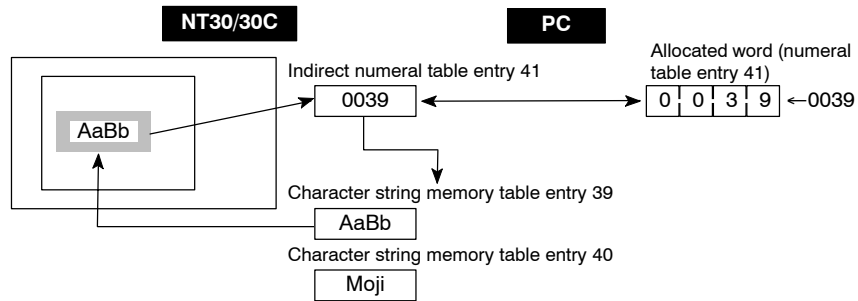 NT30/30C
PC
Indirect numeral table entry 41
Allocated word (numeral
table entry 41)
AaBb
0039
0 0 3 9 ←0039
Character string memory table entry 39
AaBb
Character string memory table entry 40
Moji